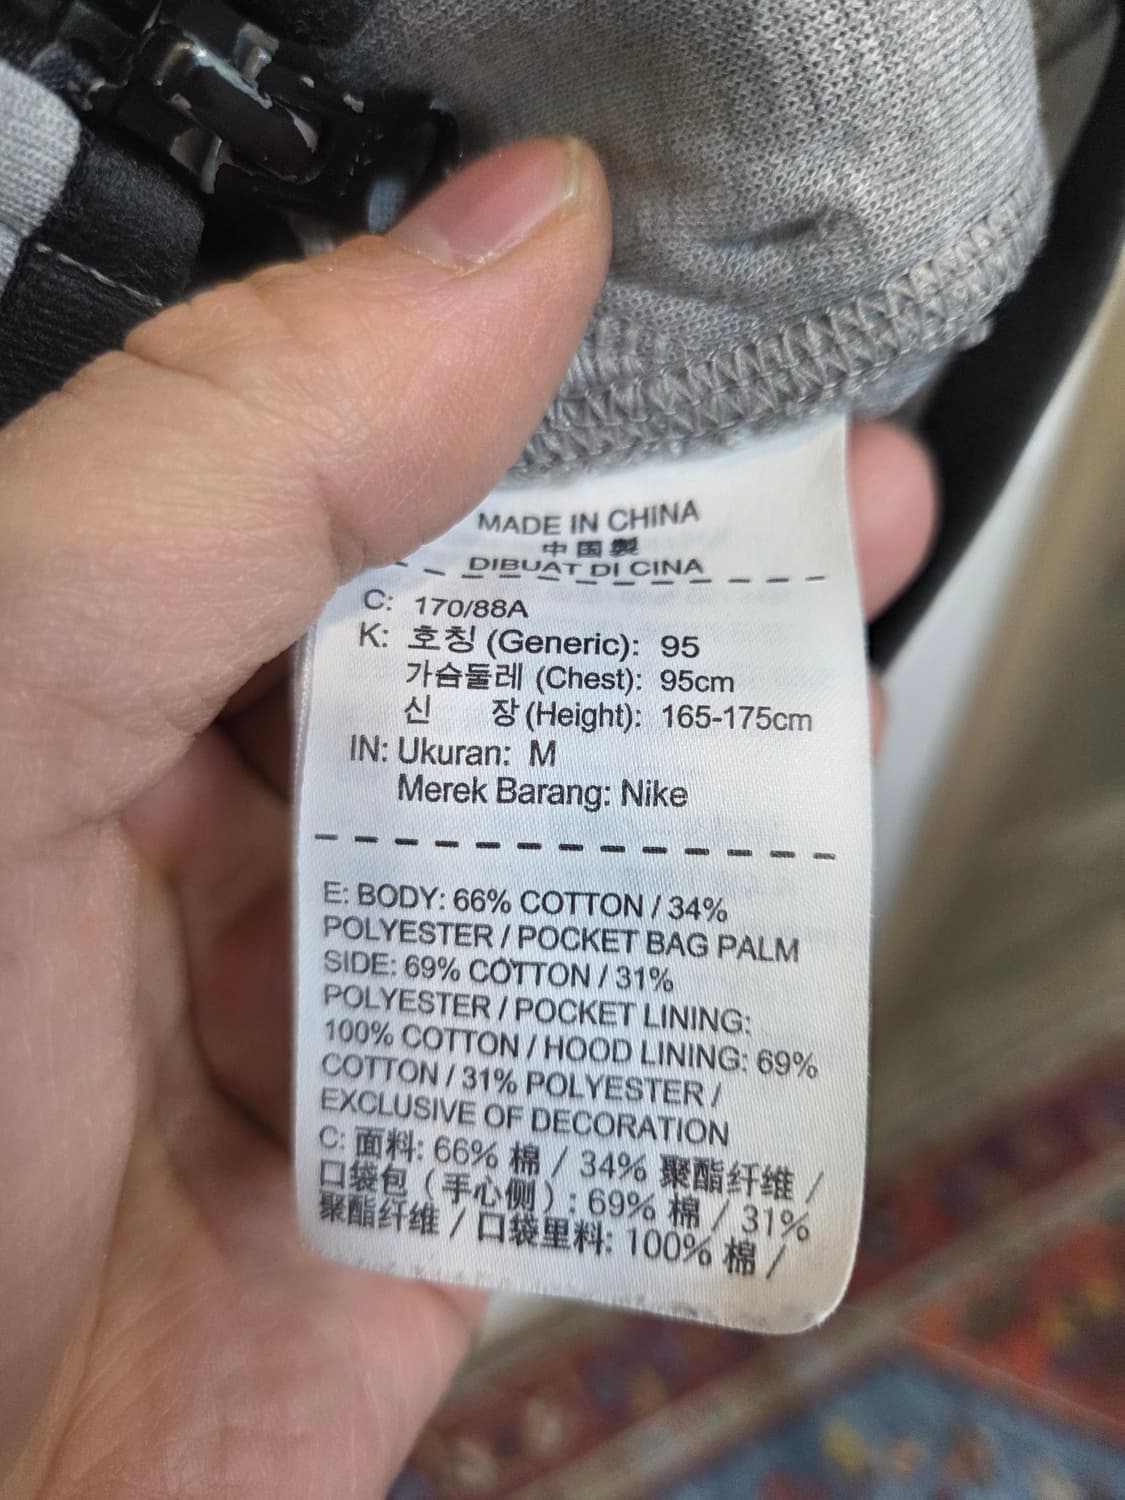 MADE IN CHINA
中国製
DIBUAT DI CINA
C: 170/88A
K: 호칭 (Generic): 95
가슴둘레 (Chest): 95cm
신 장 (Height): 165-175cm
IN: Ukuran: M
Merek Barang: Nike
E: BODY: 66% COTTON / 34%
POLYESTER / POCKET BAG PALM
SIDE: 69% COTTON / 31%
POLYESTER / POCKET LINING:
100% COTTON / HOOD LINING: 69%
COTTON / 31% POLYESTER /
EXCLUSIVE OF DECORATION
C: 面料: 66% 棉 / 34% 聚酯纤维 /
口袋包 (手心侧) : 69% 棉 / 31%
聚酯纤维 / 口袋里料: 100% 棉 /